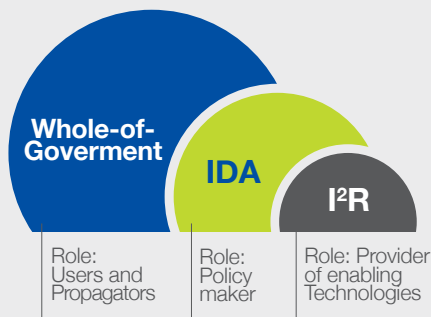 Whole-of-
Goverment
IDA
I²R
Role:
Users and
Propagators
Role:
Policy
maker
Role: Provider
of enabling
Technologies